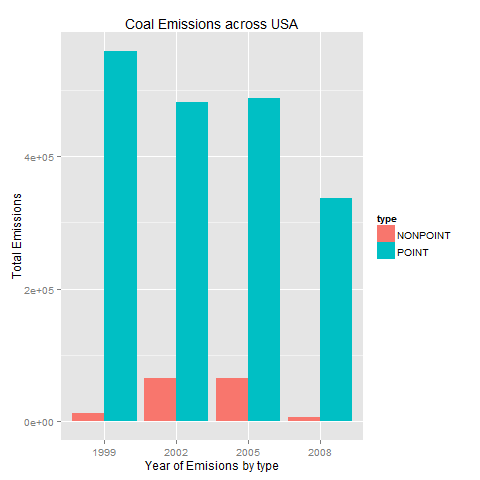 Coal Emissions across USA
Total Emissions
4e+05
2e+05
0e+00
1999 2002 2005 2008
Year of Emisions by type
type
NONPOINT
POINT